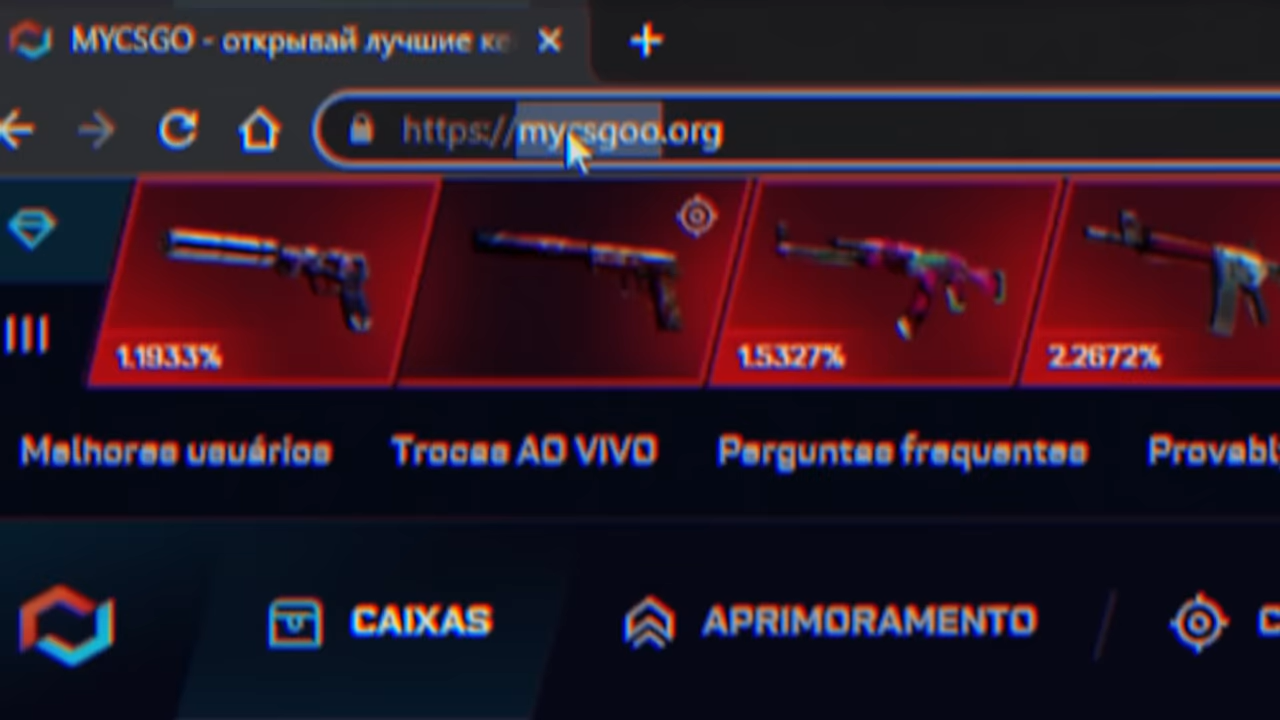 MYCSGO - открывай лучшие ке
https://mycsgoo.org
1.1933%
1.5327%
2.2672%
Melhores usuários
Trocas AO VIVO
Perguntas frequentes
Provabl
CAIXAS
APRIMORAMENTO
C